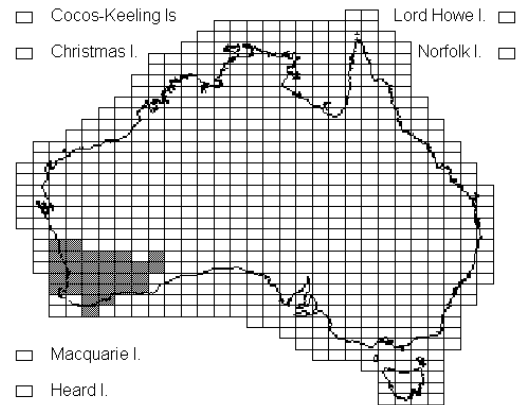 Cocos-Keeling Is
Lord Howe I.
Christmas I.
Norfolk I.
Macquarie I.
Heard I.